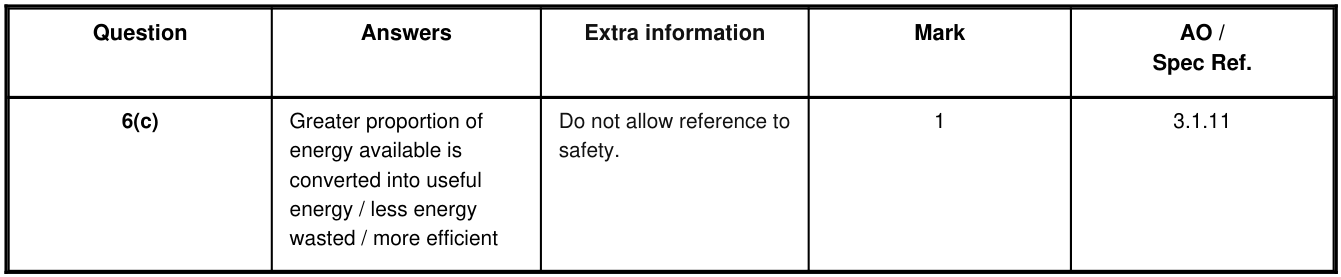 Question Answers Extra information Mark AO /
Spec Ref.
6(c) Greater proportion of Do not allow reference to 1 3.1.11
energy available is safety.
converted into useful
energy / less energy
wasted / more efficient